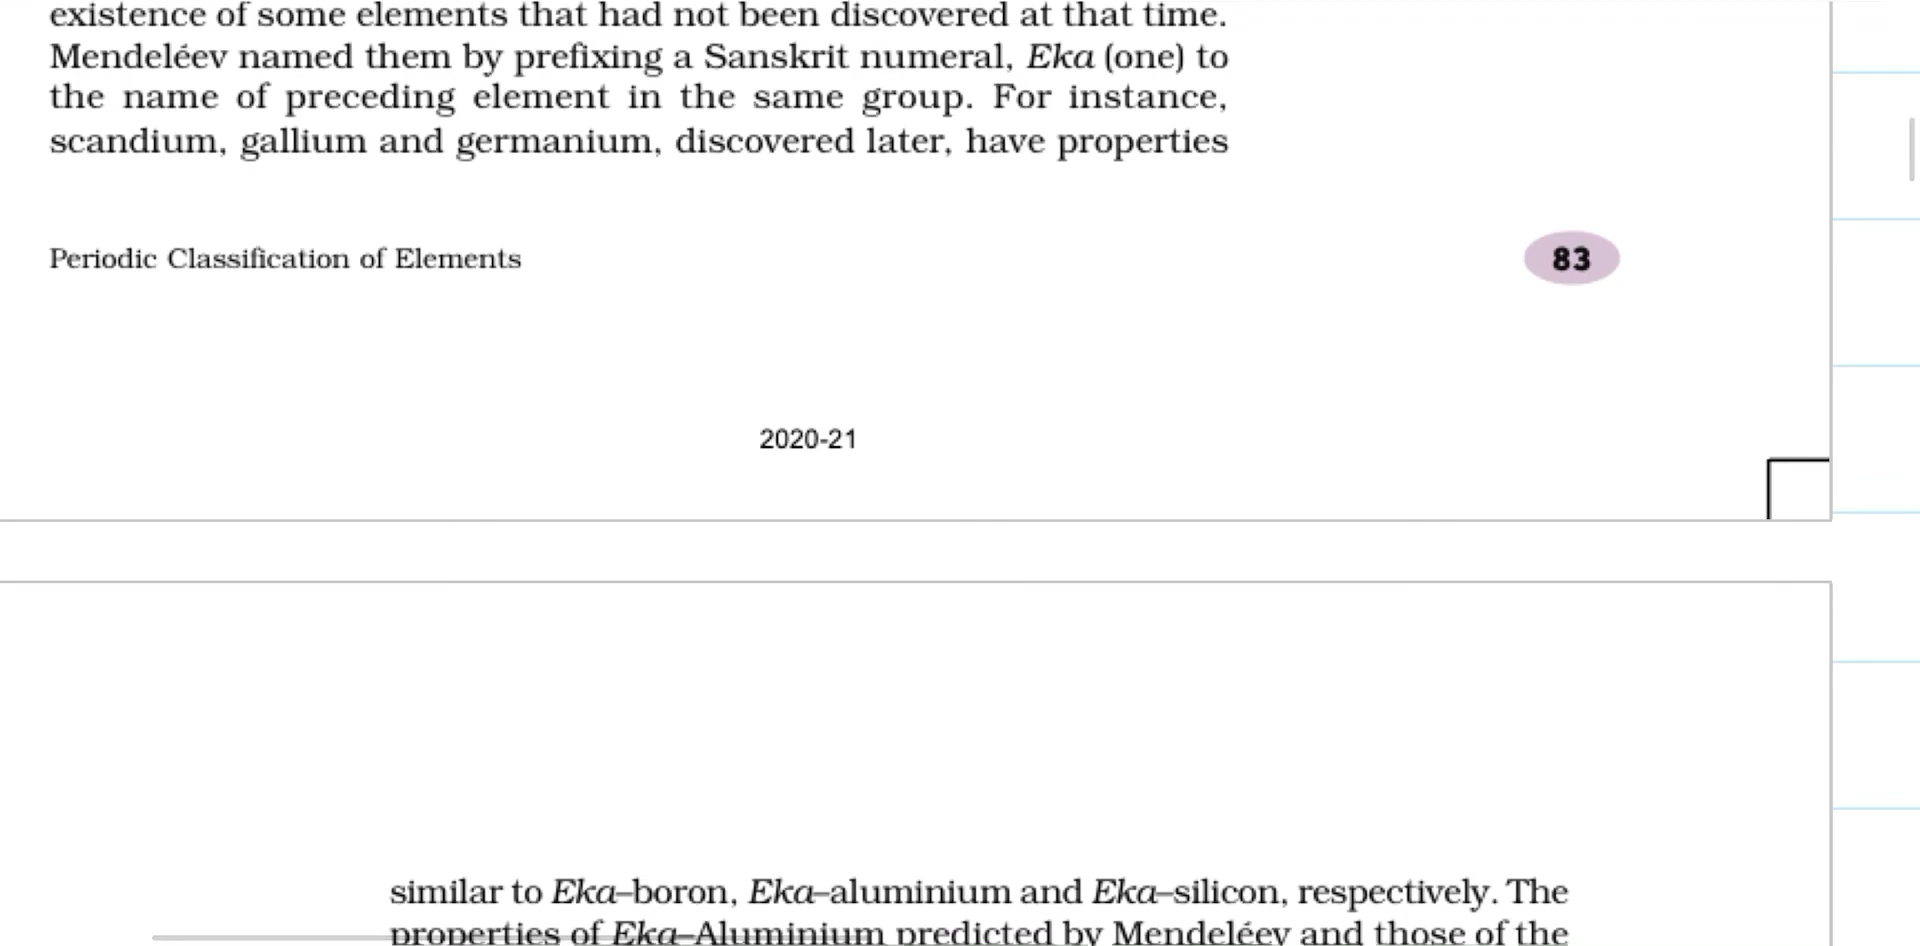 existence of some elements that had not been discovered at that time.
Mendeléev named them by prefixing a Sanskrit numeral, Eka (one) to
the name of preceding element in the same group. For instance,
scandium, gallium and germanium, discovered later, have properties
Periodic Classification of Elements
83
2020-21
similar to Eka–boron, Eka–aluminium and Eka–silicon, respectively. The
properties of Eka–Aluminium predicted by Mendeléev and those of the